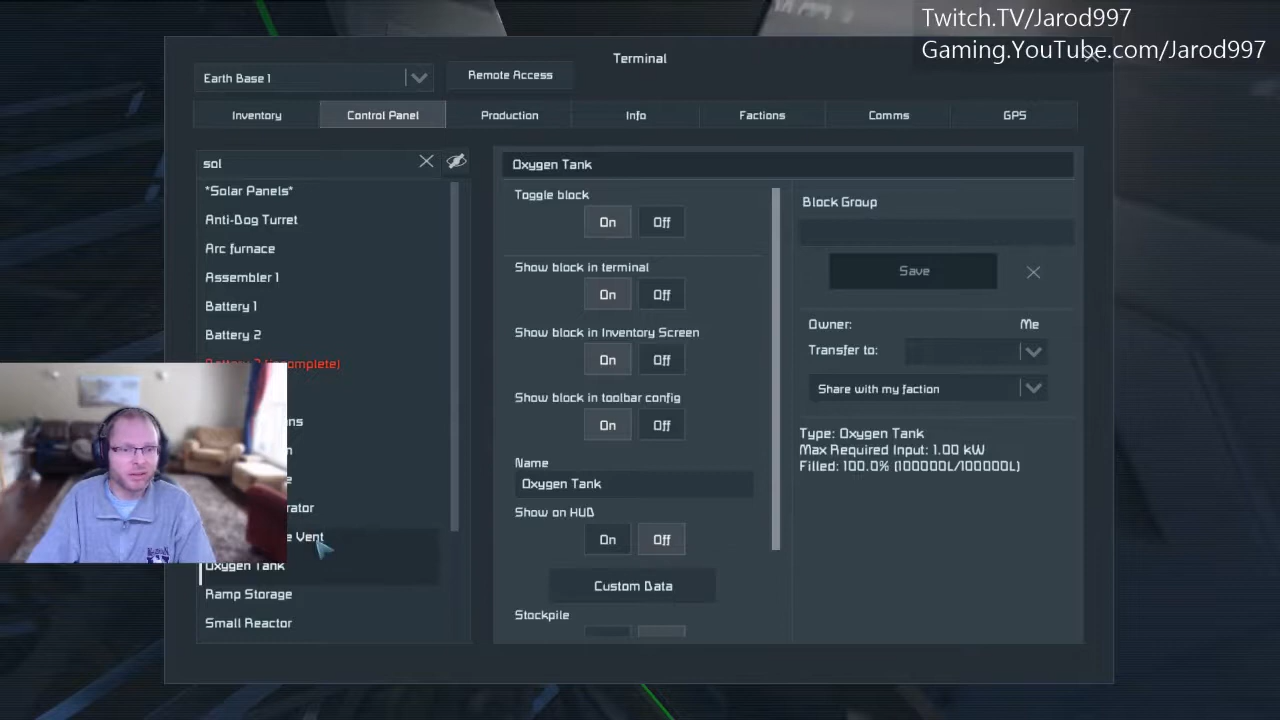 Twitch.TV/Jarod997
Gaming.YouTube.com/Jarod997
Terminal
Earth Base 1
Remote Access
Inventory
Control Panel
Production
Info
Factions
Comms
GPS
sol
*Solar Panels*
Anti-Dog Turret
Arc furnace
Assembler 1
Battery 1
Battery 2
Vent
Oxygen Tank
Ramp Storage
Small Reactor
Oxygen Tank
Toggle block
On Off
Show block in terminal
On Off
Show block in Inventory Screen
On Off
Show block in toolbar config
On Off
Name
Oxygen Tank
Show on HUD
On Off
Custom Data
Stockpile
Block Group
Save
Owner: Me
Transfer to:
Share with my faction
Type: Oxygen Tank
Max Required Input: 1.00 kW
Filled: 100.0% (100000L/100000L)